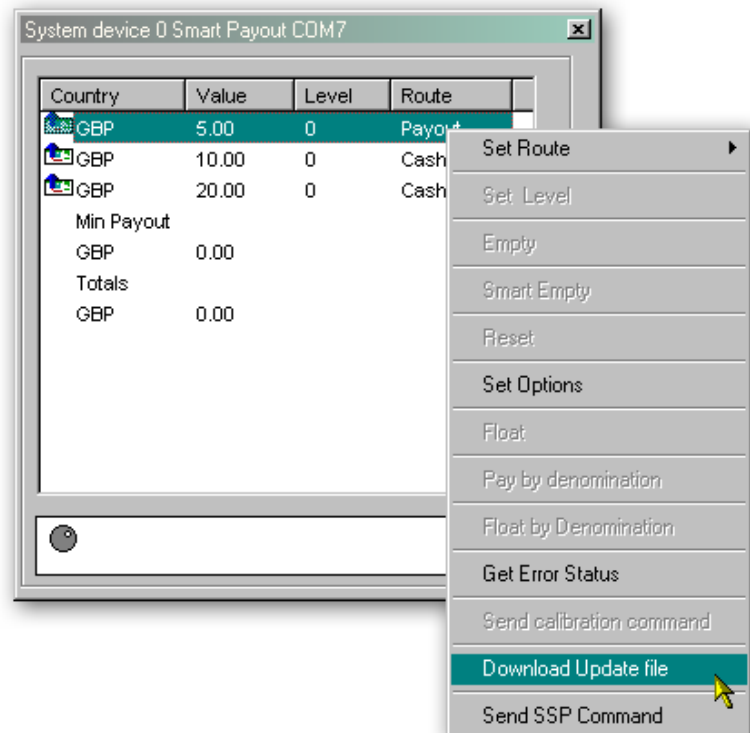 System device 0 Smart Payout COM7
Country Value Level Route
GBP 5.00 0 Payout
GBP 10.00 0 Cash
GBP 20.00 0 Cash
Min Payout
GBP 0.00
Totals
GBP 0.00
Set Route
Set Level
Empty
Smart Empty
Reset
Set Options
Float
Pay by denomination
Float by Denomination
Get Error Status
Send calibration command
Download Update file
Send SSP Command